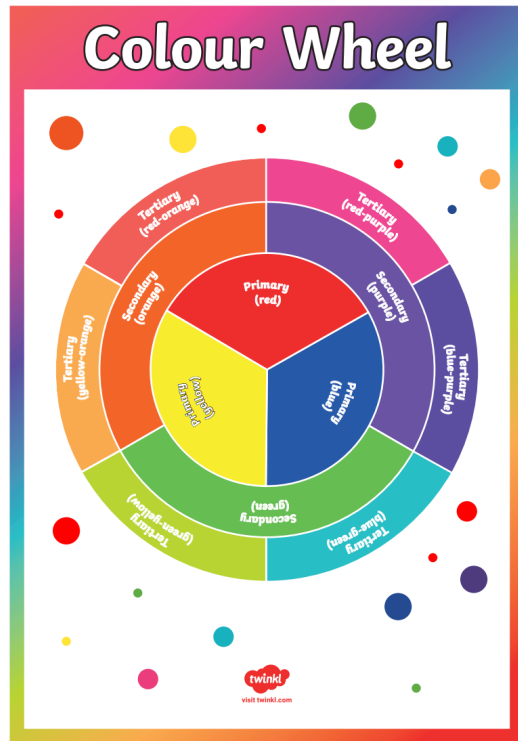 Colour Wheel
Tertiary
(red-orange)
Tertiary
(red-purple)
Secondary
(orange)
Secondary
(purple)
Primary
(red)
Tertiary
(yellow-orange)
Primary
(yellow)
Primary
(blue)
Tertiary
(blue-purple)
Secondary
(green)
Tertiary
(green-yellow)
Tertiary
(blue-green)
twinkl
visit twinkl.com